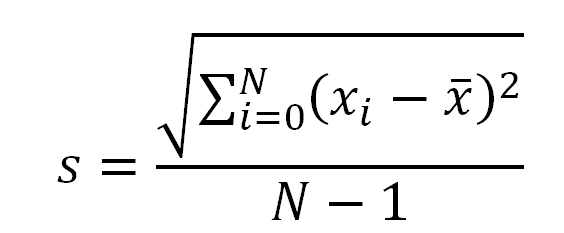 s = √(∑_{i=0}^{N}(x_i − x̄)²) / (N − 1)